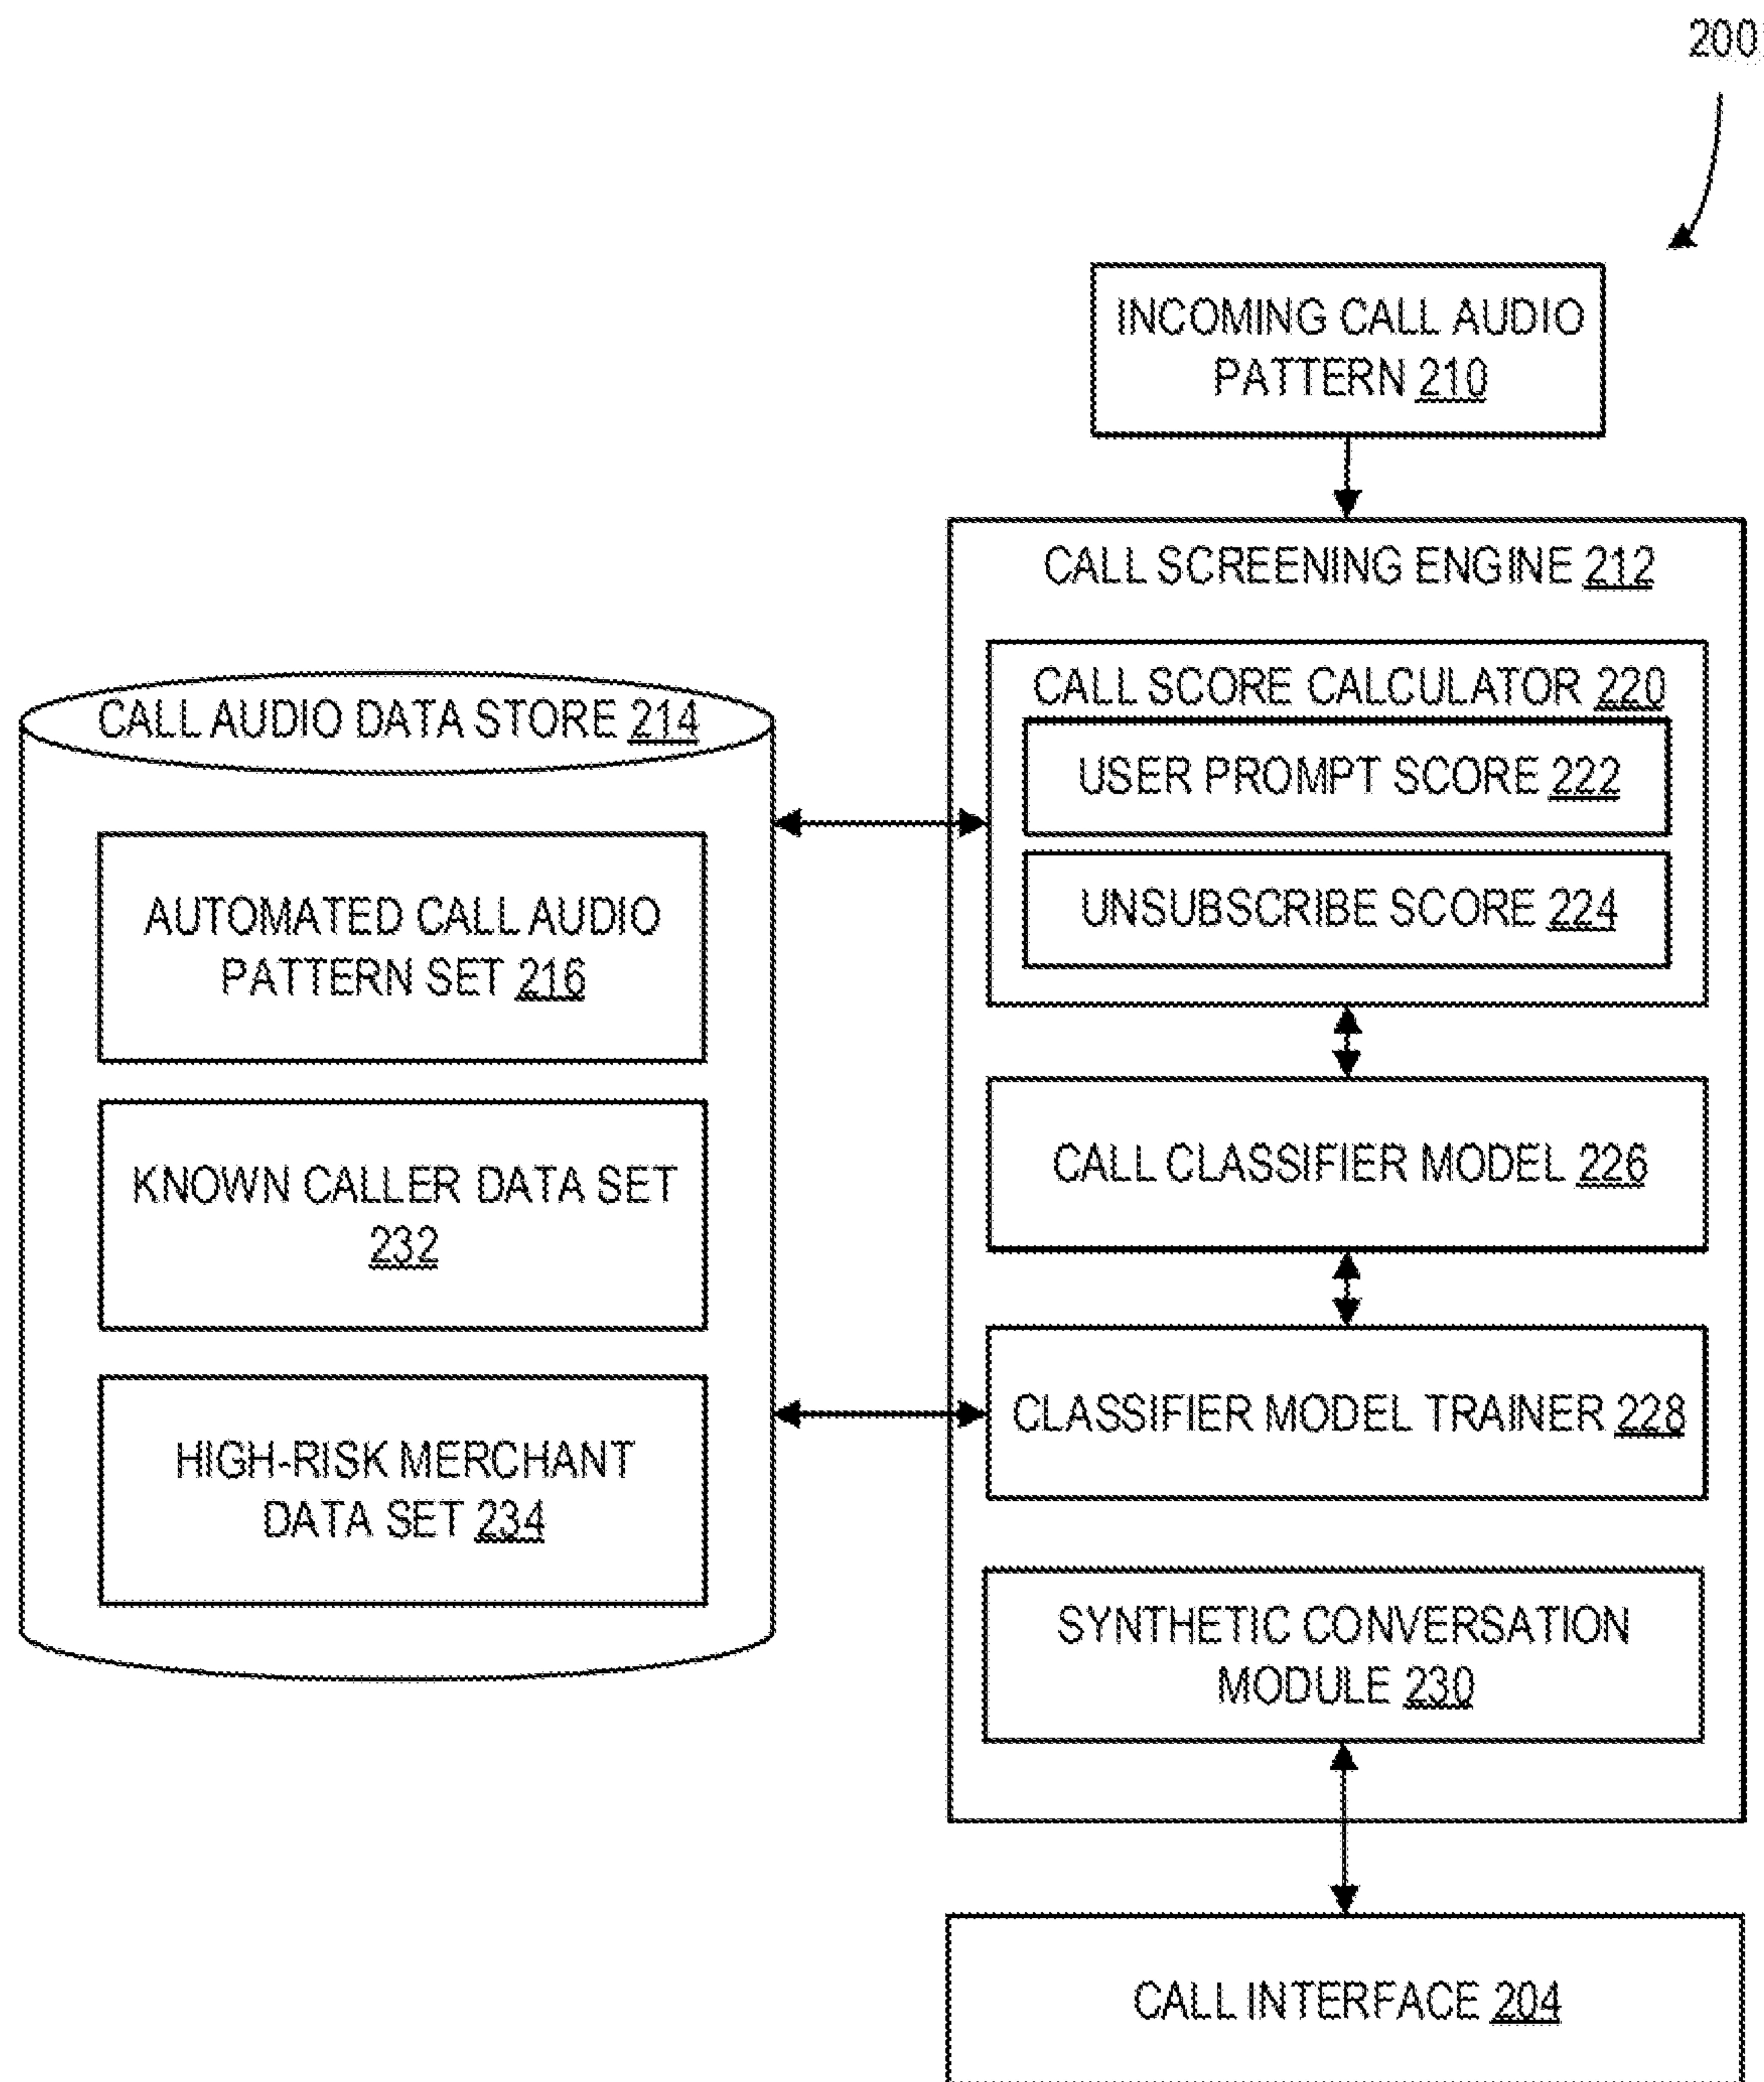 200
INCOMING CALL AUDIO
PATTERN 210
CALL SCREENING ENGINE 212
CALL SCORE CALCULATOR 220
USER PROMPT SCORE 222
UNSUBSCRIBE SCORE 224
CALL CLASSIFIER MODEL 226
CLASSIFIER MODEL TRAINER 228
SYNTHETIC CONVERSATION
MODULE 230
CALL AUDIO DATA STORE 214
AUTOMATED CALL AUDIO
PATTERN SET 216
KNOWN CALLER DATA SET
232
HIGH-RISK MERCHANT
DATA SET 234
CALL INTERFACE 204